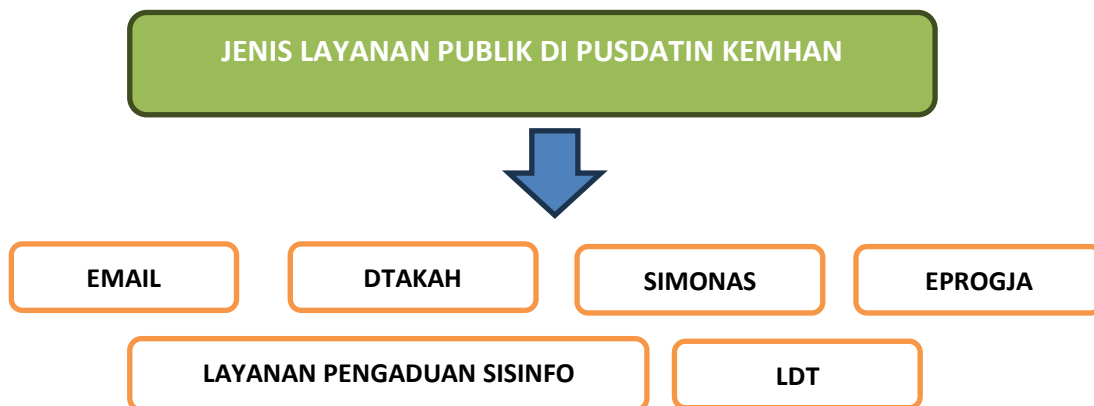 JENIS LAYANAN PUBLIK DI PUSDATIN KEMHAN
EMAIL
DTAKAH
SIMONAS
EPROGJA
LAYANAN PENGADUAN SISINFO
LDT